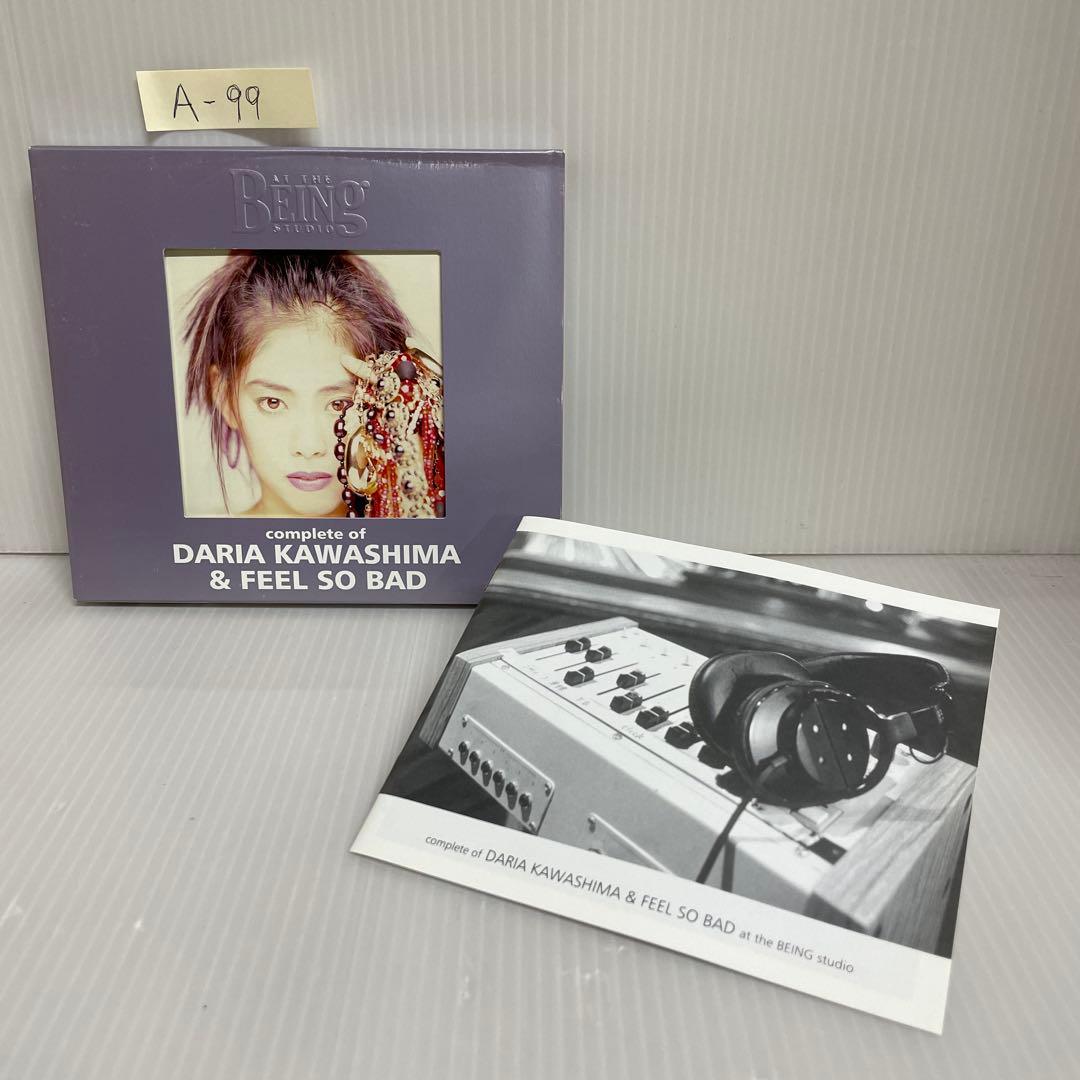 A-99
AT THE
BEING
STUDIO
complete of
DARIA KAWASHIMA
& FEEL SO BAD
complete of DARIA KAWASHIMA & FEEL SO BAD at the BEING studio